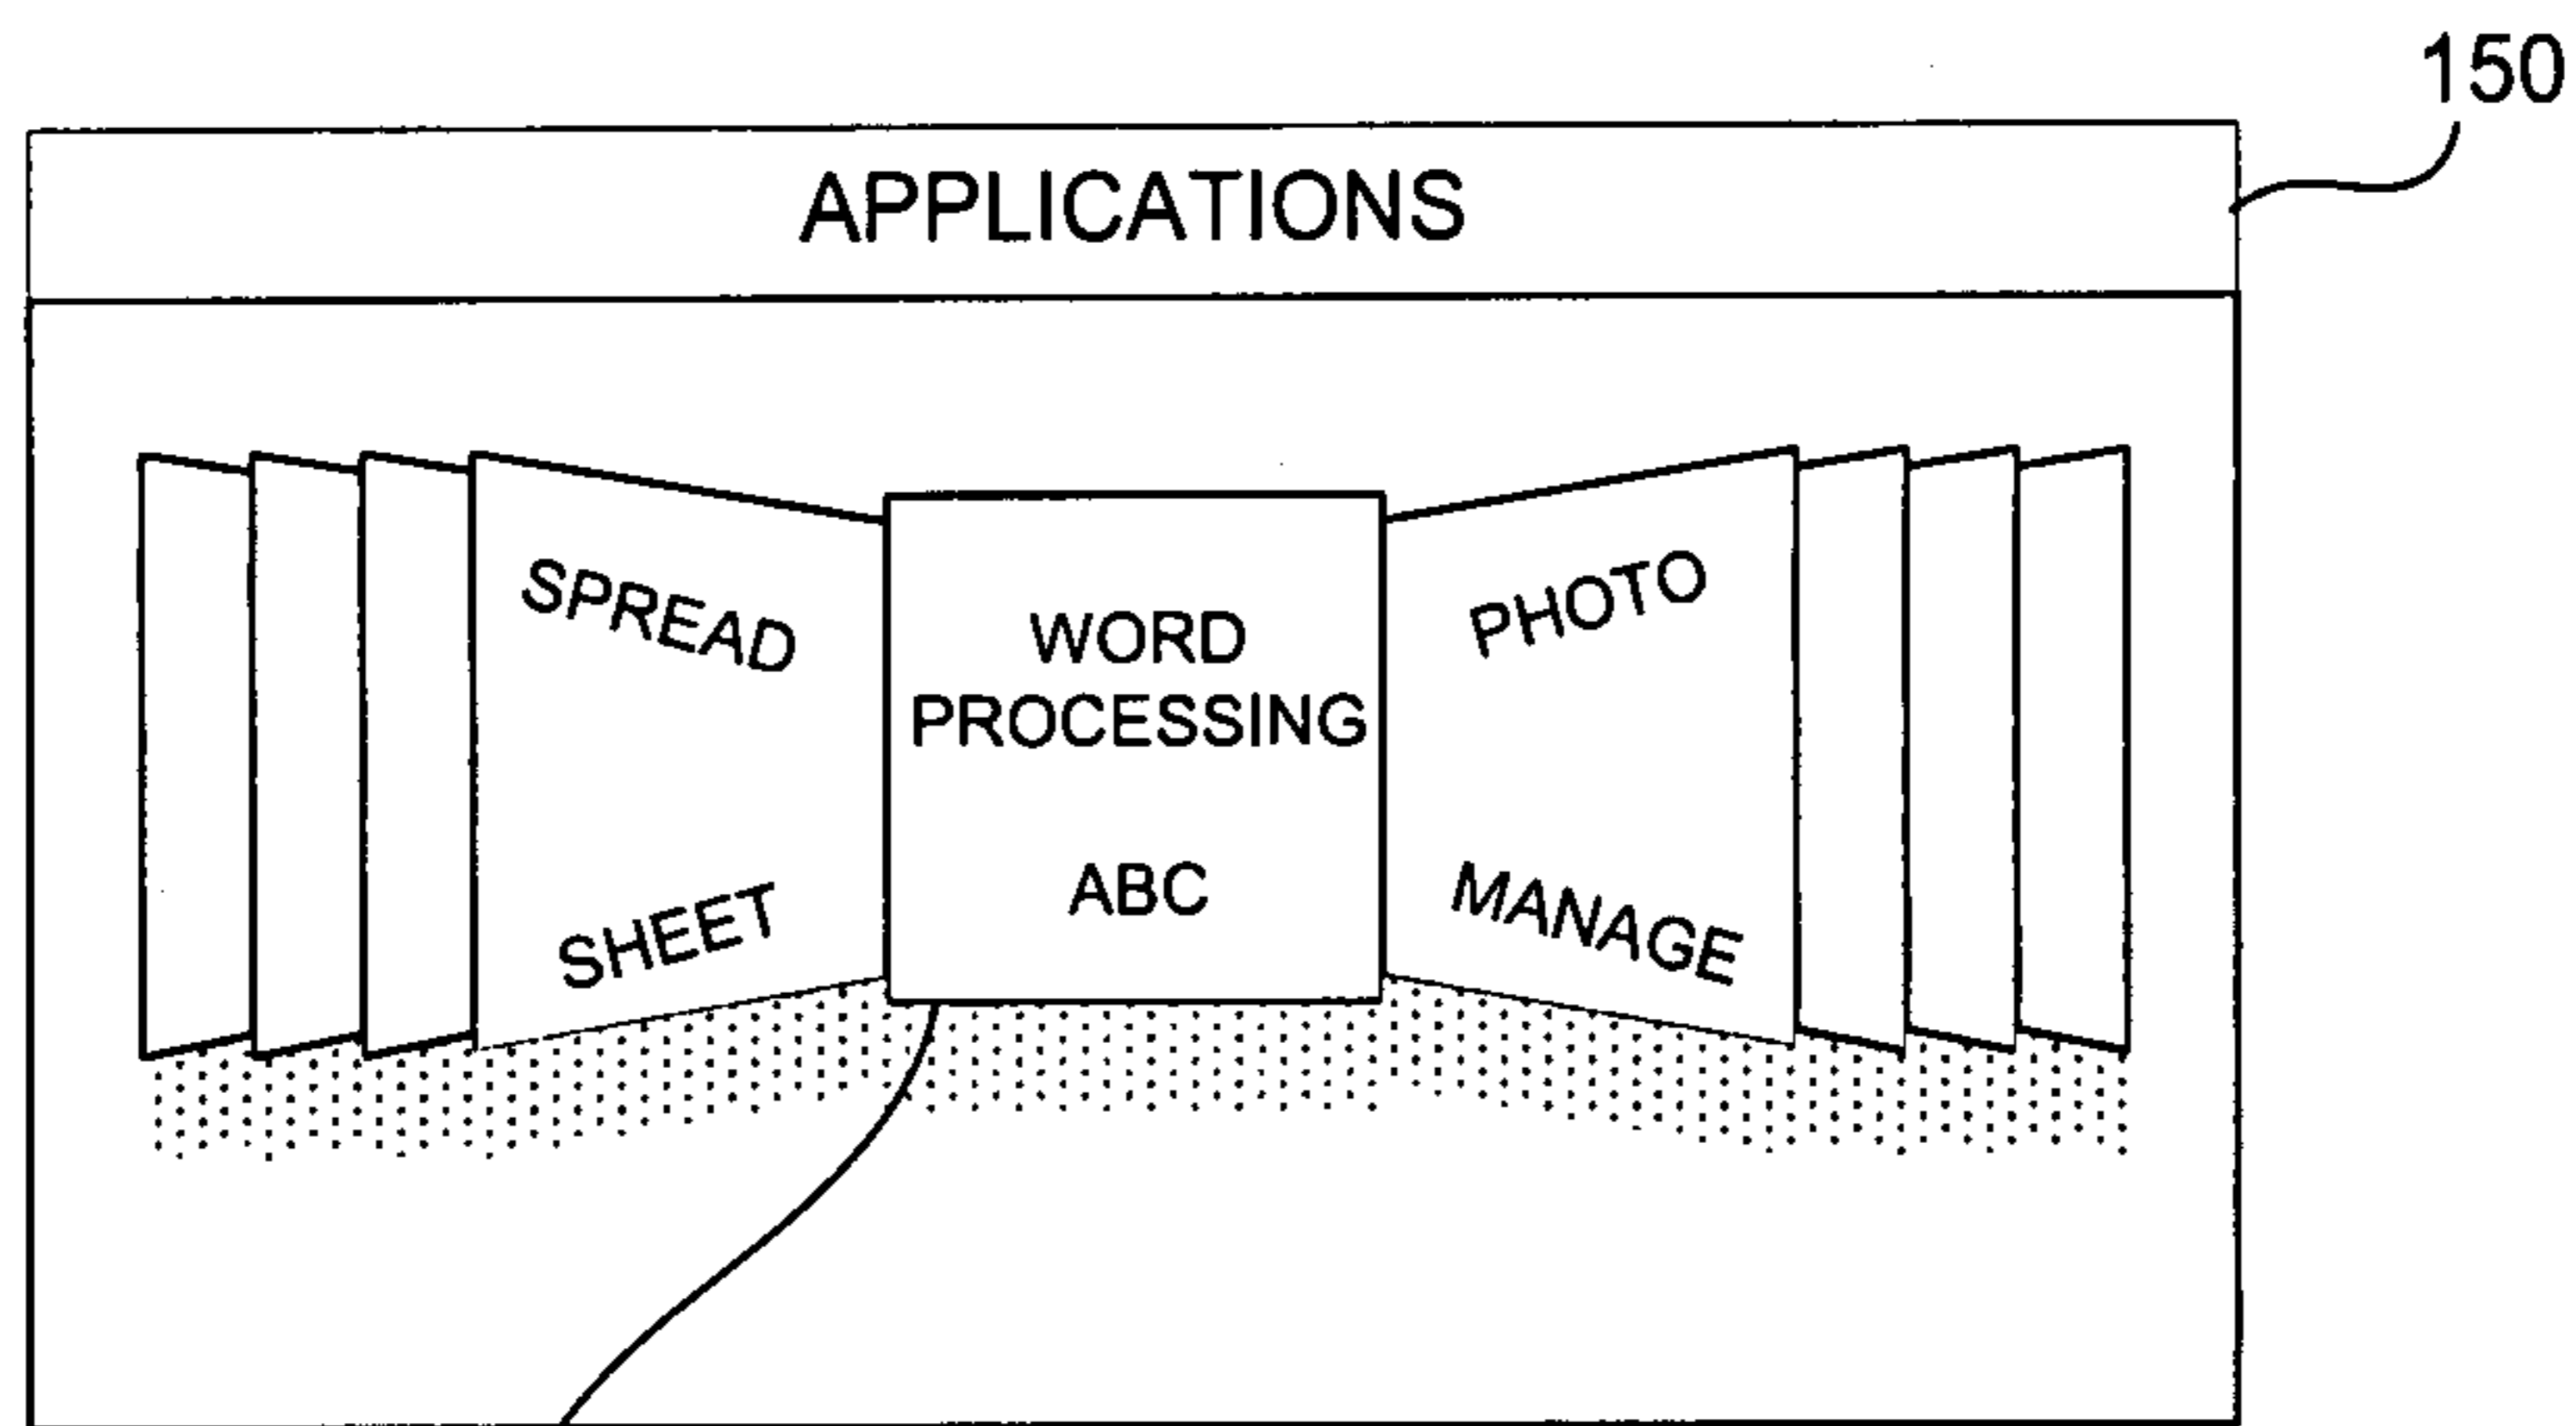 150
APPLICATIONS
SPREAD
SHEET
WORD
PROCESSING
ABC
PHOTO
MANAGE